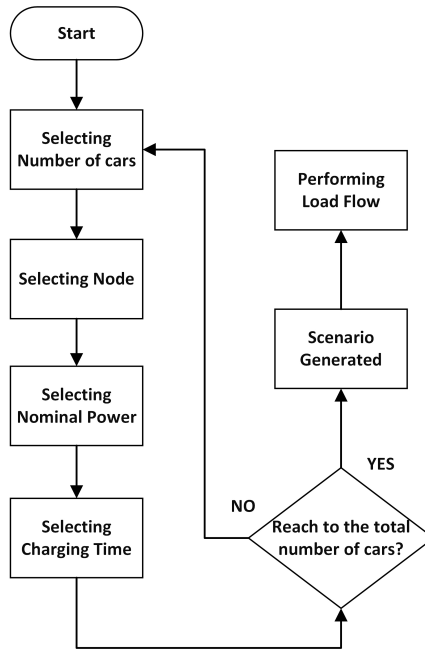 Start
Selecting
Number of cars
Selecting Node
Selecting
Nominal Power
Selecting
Charging Time
Reach to the total
number of cars?
NO
YES
Scenario
Generated
Performing
Load Flow